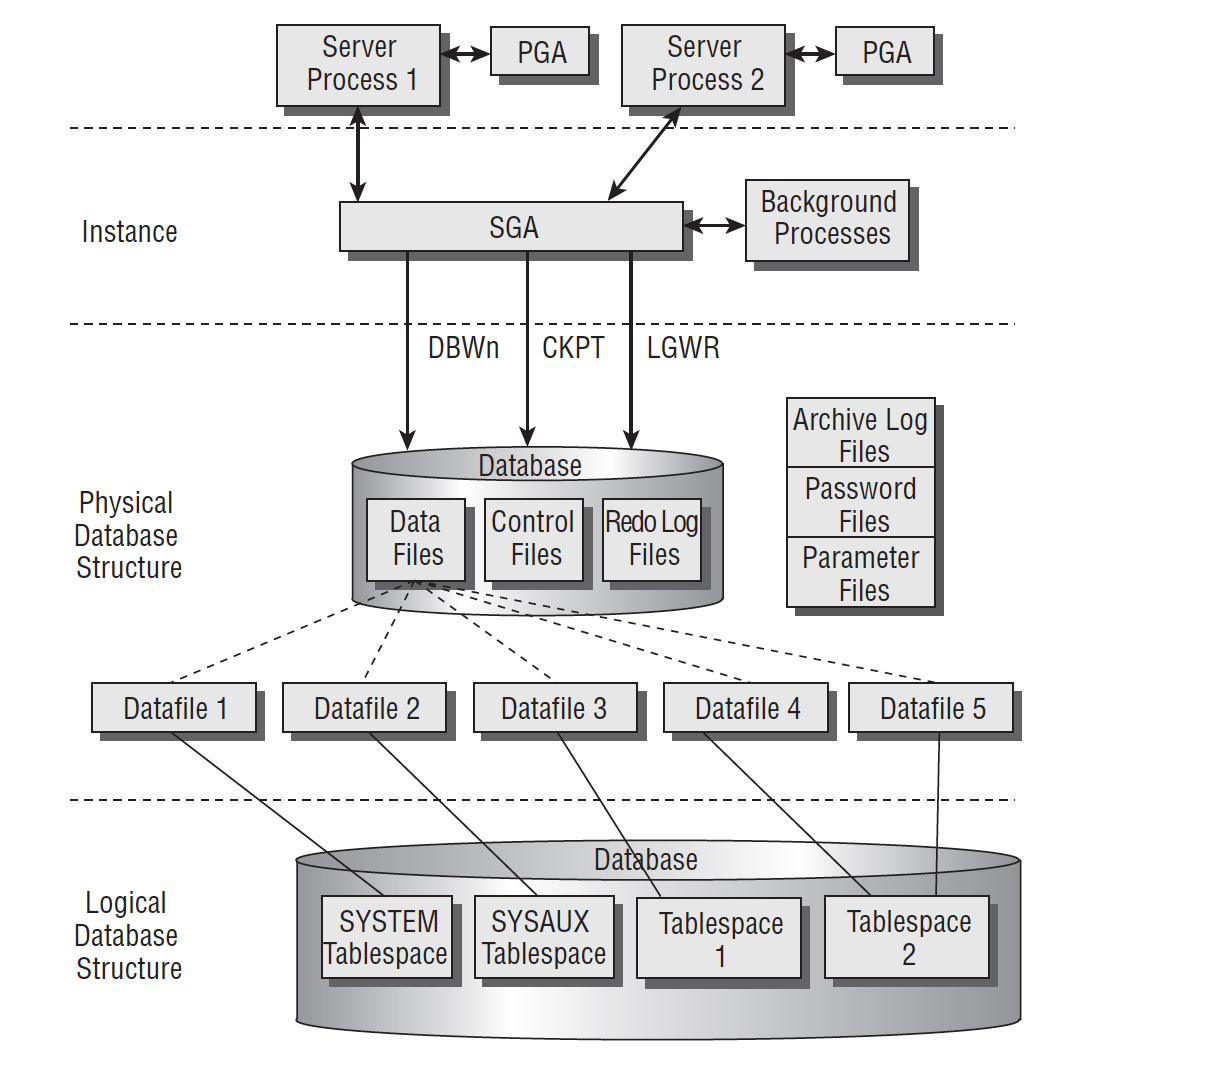 Server
Process 1
PGA
Server
Process 2
PGA
Instance
SGA
Background
Processes
DBWn
CKPT
LGWR
Physical
Database
Structure
Database
Data
Files
Control
Files
Redo Log
Files
Archive Log
Files
Password
Files
Parameter
Files
Datafile 1
Datafile 2
Datafile 3
Datafile 4
Datafile 5
Logical
Database
Structure
Database
SYSTEM
Tablespace
SYSAUX
Tablespace
Tablespace
1
Tablespace
2